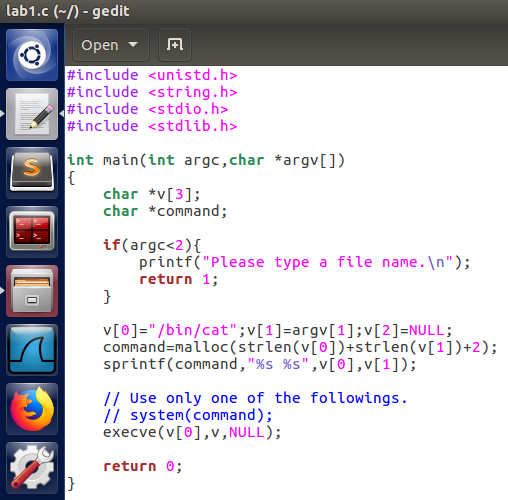 lab1.c (~/) - gedit
Open
#include <unistd.h>
#include <string.h>
#include <stdio.h>
#include <stdlib.h>
int main(int argc,char *argv[])
{
    char *v[3];
    char *command;
    if(argc<2){
        printf("Please type a file name.\n");
        return 1;
    }
    v[0]="/bin/cat";v[1]=argv[1];v[2]=NULL;
    command=malloc(strlen(v[0])+strlen(v[1])+2);
    sprintf(command,"%s %s",v[0],v[1]);
    // Use only one of the followings.
    // system(command);
    execve(v[0],v,NULL);
    return 0;
}